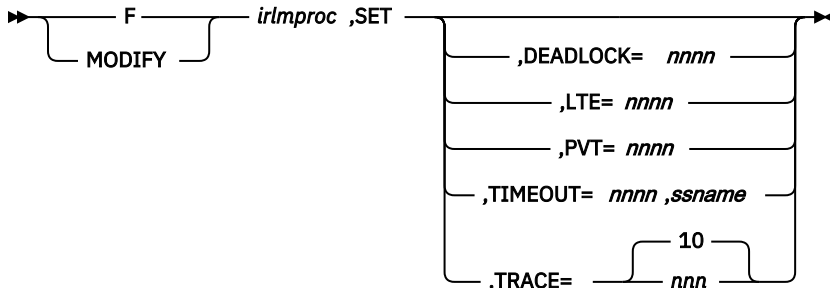 F
MODIFY
irlmproc ,SET
,DEADLOCK= nnnn
,LTE= nnnn
,PVT= nnnn
,TIMEOUT= nnnn ,ssname
10
,TRACE= nnn